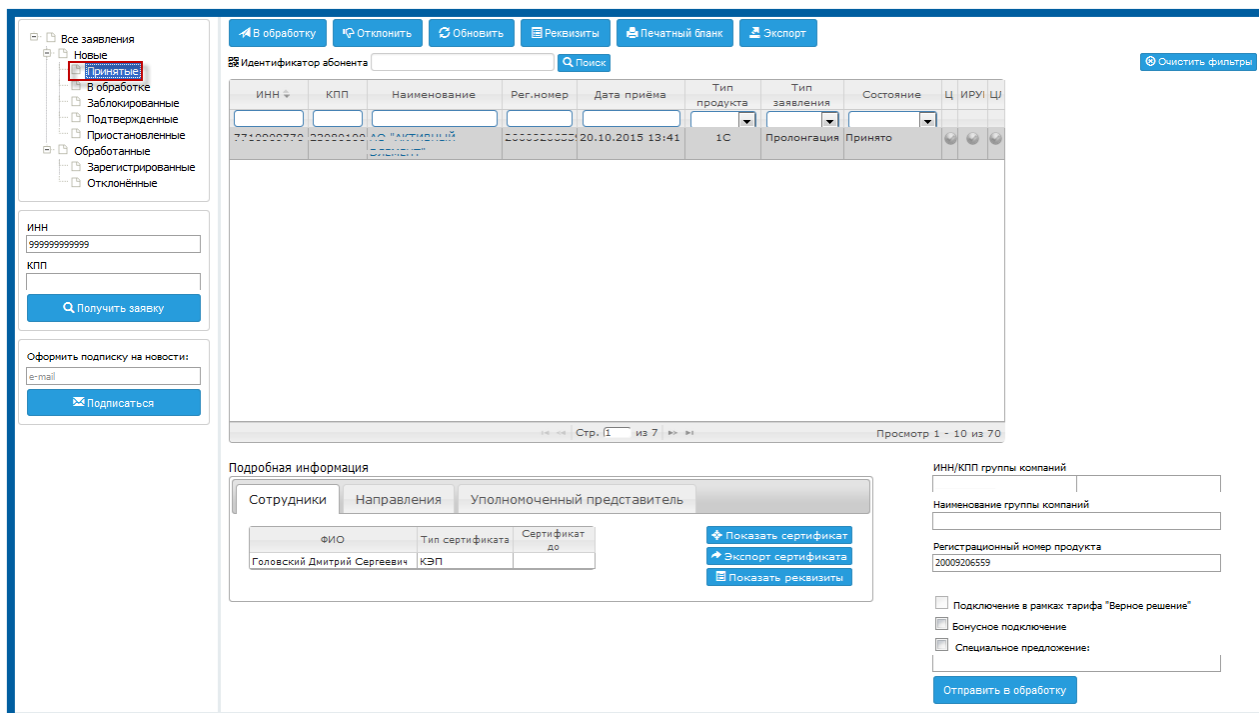 Все заявления
Новые
Принятые
В обработке
Заблокированные
Подтвержденные
Приостановленные
Обработанные
Зарегистрированные
Отклонённые
ИНН
999999999999
КПП
Получить заявку
Оформить подписку на новости:
e-mail
Подписаться
В обработку Отклонить Обновить Реквизиты Печатный бланк Экспорт
Идентификатор абонента Поиск Очистить фильтры
ИНН КПП Наименование Рег.номер Дата приёма Тип продукта Тип заявления Состояние Ц ИРУ
20.10.2015 13:41 1С Пролонгация Принято
Стр. 1 из 7 Просмотр 1 - 10 из 70
Подробная информация
Сотрудники Направления Уполномоченный представитель
ФИО Тип сертификата Сертификат до
Головский Дмитрий Сергеевич КЭП
Показать сертификат
Экспорт сертификата
Показать реквизиты
ИНН/КПП группы компаний
Наименование группы компаний
Регистрационный номер продукта
20009206559
Подключение в рамках тарифа "Верное решение"
Бонусное подключение
Специальное предложение:
Отправить в обработку